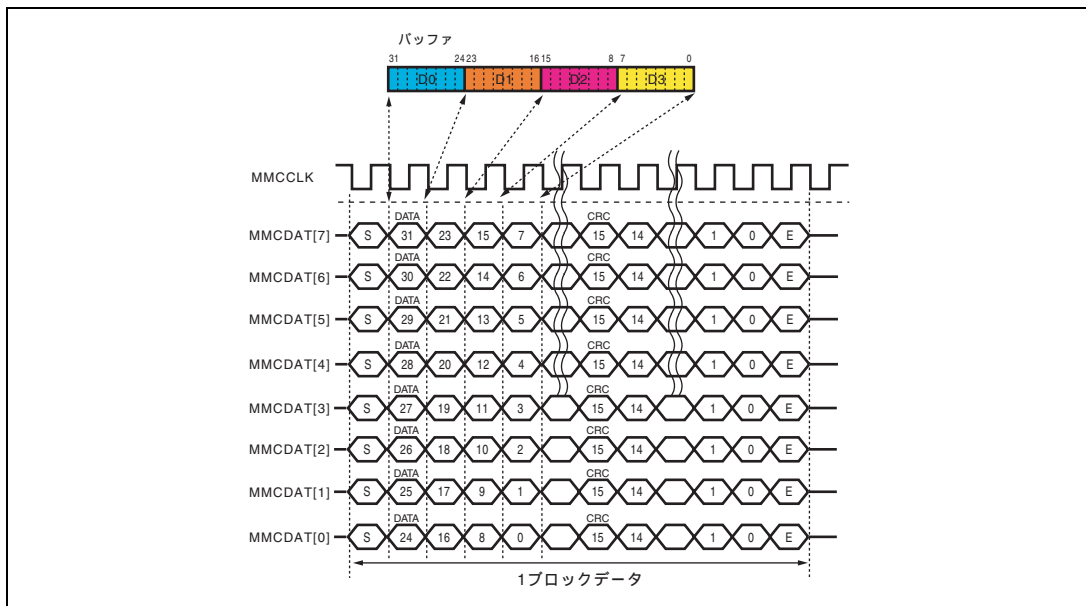 バッファ
31 24 23 16 15 8 7 0
D0 D1 D2 D3
MMCCLK
DATA CRC
MMCDAT[7] S 31 23 15 7 15 14 1 0 E
DATA CRC
MMCDAT[6] S 30 22 14 6 15 14 1 0 E
DATA CRC
MMCDAT[5] S 29 21 13 5 15 14 1 0 E
DATA CRC
MMCDAT[4] S 28 20 12 4 15 14 1 0 E
DATA CRC
MMCDAT[3] S 27 19 11 3 15 14 1 0 E
DATA CRC
MMCDAT[2] S 26 18 10 2 15 14 1 0 E
DATA CRC
MMCDAT[1] S 25 17 9 1 15 14 1 0 E
DATA CRC
MMCDAT[0] S 24 16 8 0 15 14 1 0 E
1ブロックデータ